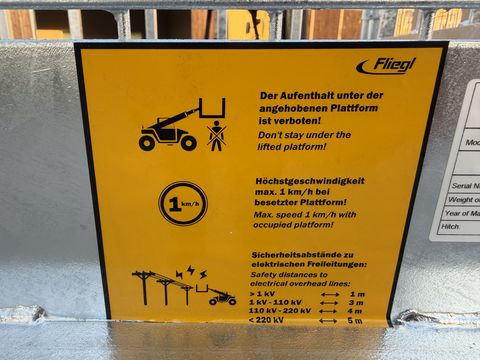 Fliegl
Der Aufenthalt unter der
angehobenen Plattform
ist verboten!
Don't stay under the
lifted platform!
1 km/h
Höchstgeschwindigkeit
max. 1 km/h bei
besetzter Plattform!
Max. speed 1 km/h with
occupied platform!
Sicherheitsabstände zu
elektrischen Freileitungen:
Safety distances to
electrical overhead lines:
> 1 kV ↔ 1 m
1 kV - 110 kV ↔ 3 m
110 kV - 220 kV ↔ 4 m
< 220 kV ↔ 5 m
Serial N
Weight o
Year of Ma
Hitch